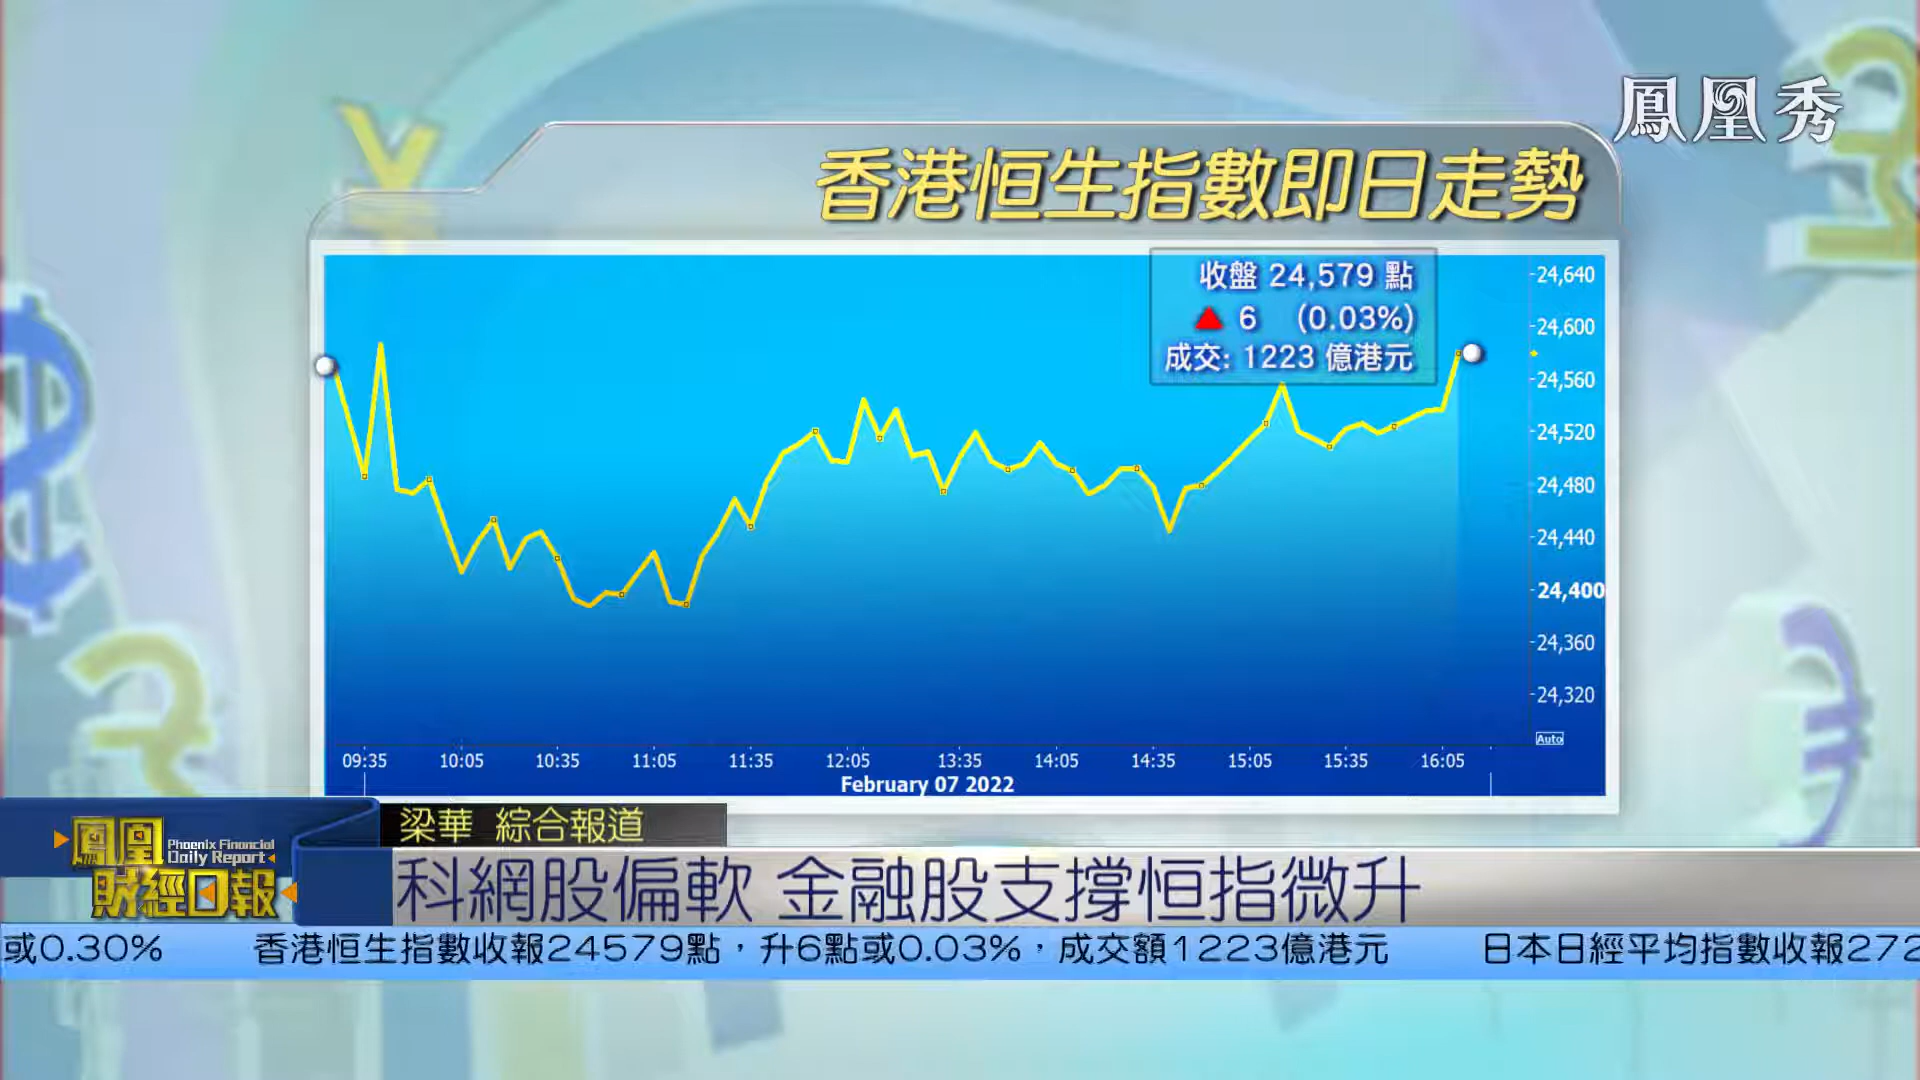 鳳凰秀
香港恒生指數即日走勢
收盤 24,579 點
▲ 6 (0.03%)
成交: 1223 億港元
24,640
24,600
24,560
24,520
24,480
24,440
24,400
24,360
24,320
Auto
09:35 10:05 10:35 11:05 11:35 12:05 13:35 14:05 14:35 15:05 15:35 16:05
February 07 2022
梁華 綜合報道
鳳凰 Phoenix Financial
Daily Report
財經日報
科網股偏軟 金融股支撐恒指微升
或0.30% 香港恒生指數收報24579點，升6點或0.03%，成交額1223億港元 日本日經平均指數收報272